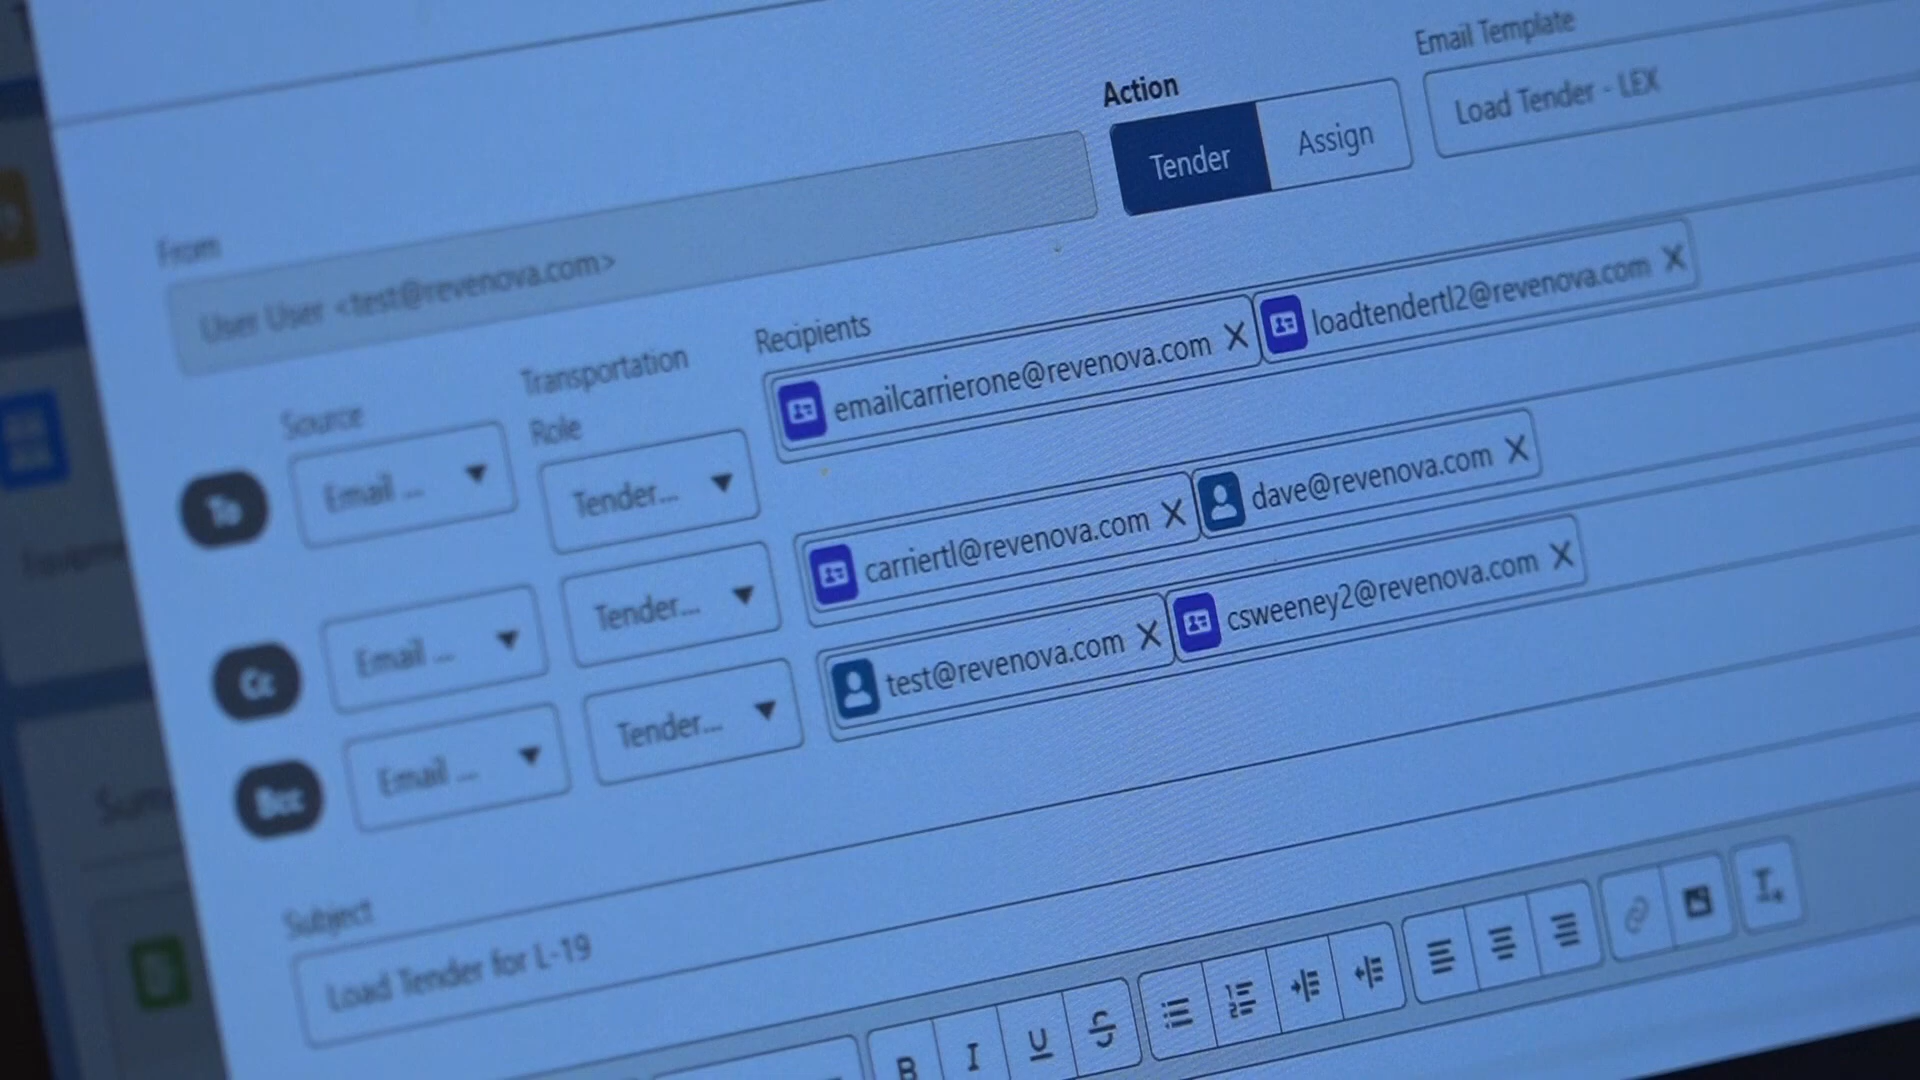 Email Template
Action
Load Tender - LEX
Tender
Assign
From
User User <test@revenova.com>
Recipients
emailcarrierone@revenova.com
loadtendertl2@revenova.com
Source
Transportation
Role
To
Email ...
Tender...
carriertl@revenova.com
dave@revenova.com
Cc
Email ...
Tender...
test@revenova.com
csweeney2@revenova.com
Bcc
Email ...
Tender...
Subject
Load Tender for L-19
B I U S